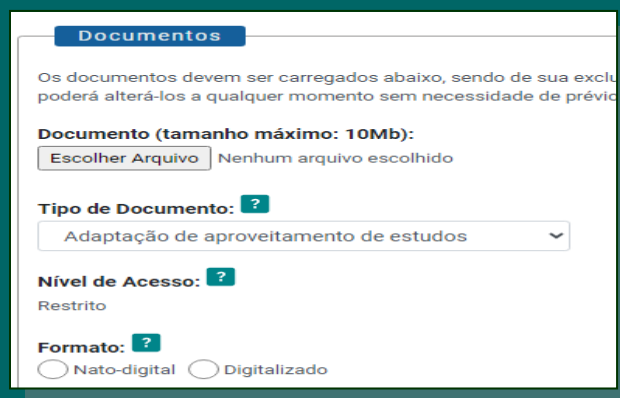 Documentos
Os documentos devem ser carregados abaixo, sendo de sua
poderá alterá-los a qualquer momento sem necessidade de
Documento (tamanho máximo: 10Mb):
Escolher Arquivo Nenhum arquivo escolhido
Tipo de Documento: ?
Adaptação de aproveitamento de estudos
Nível de Acesso: ?
Restrito
Formato: ?
Nato-digital Digitalizado